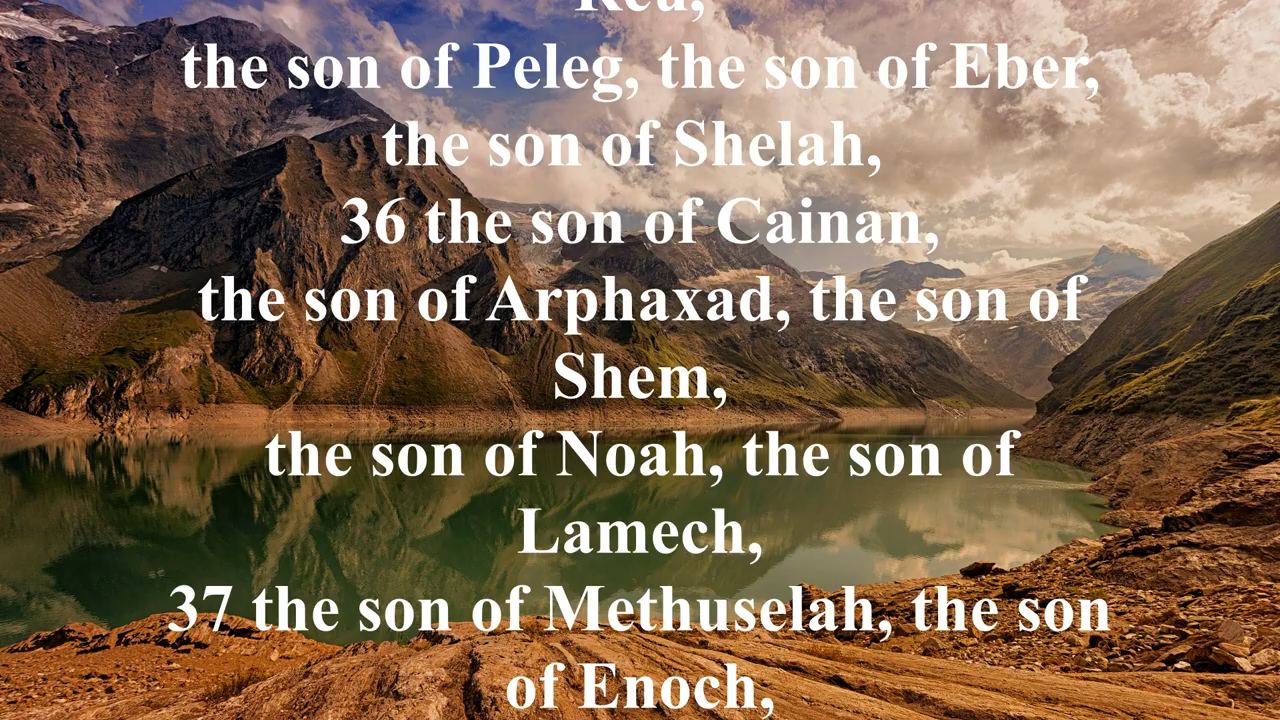 the son of Peleg, the son of Eber,
the son of Shelah,
36 the son of Cainan,
the son of Arphaxad, the son of
Shem,
the son of Noah, the son of
Lamech,
37 the son of Methuselah, the son
of Enoch,